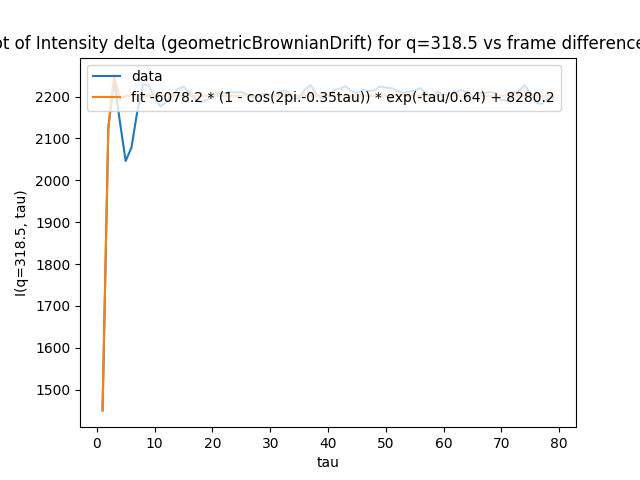 ot of Intensity delta (geometricBrownianDrift) for q=318.5 vs frame difference
data
fit -6078.2 * (1 - cos(2pi.-0.35tau)) * exp(-tau/0.64) + 8280.2
2200
2100
2000
1900
1800
1700
1600
1500
I(q=318.5, tau)
0 10 20 30 40 50 60 70 80
tau